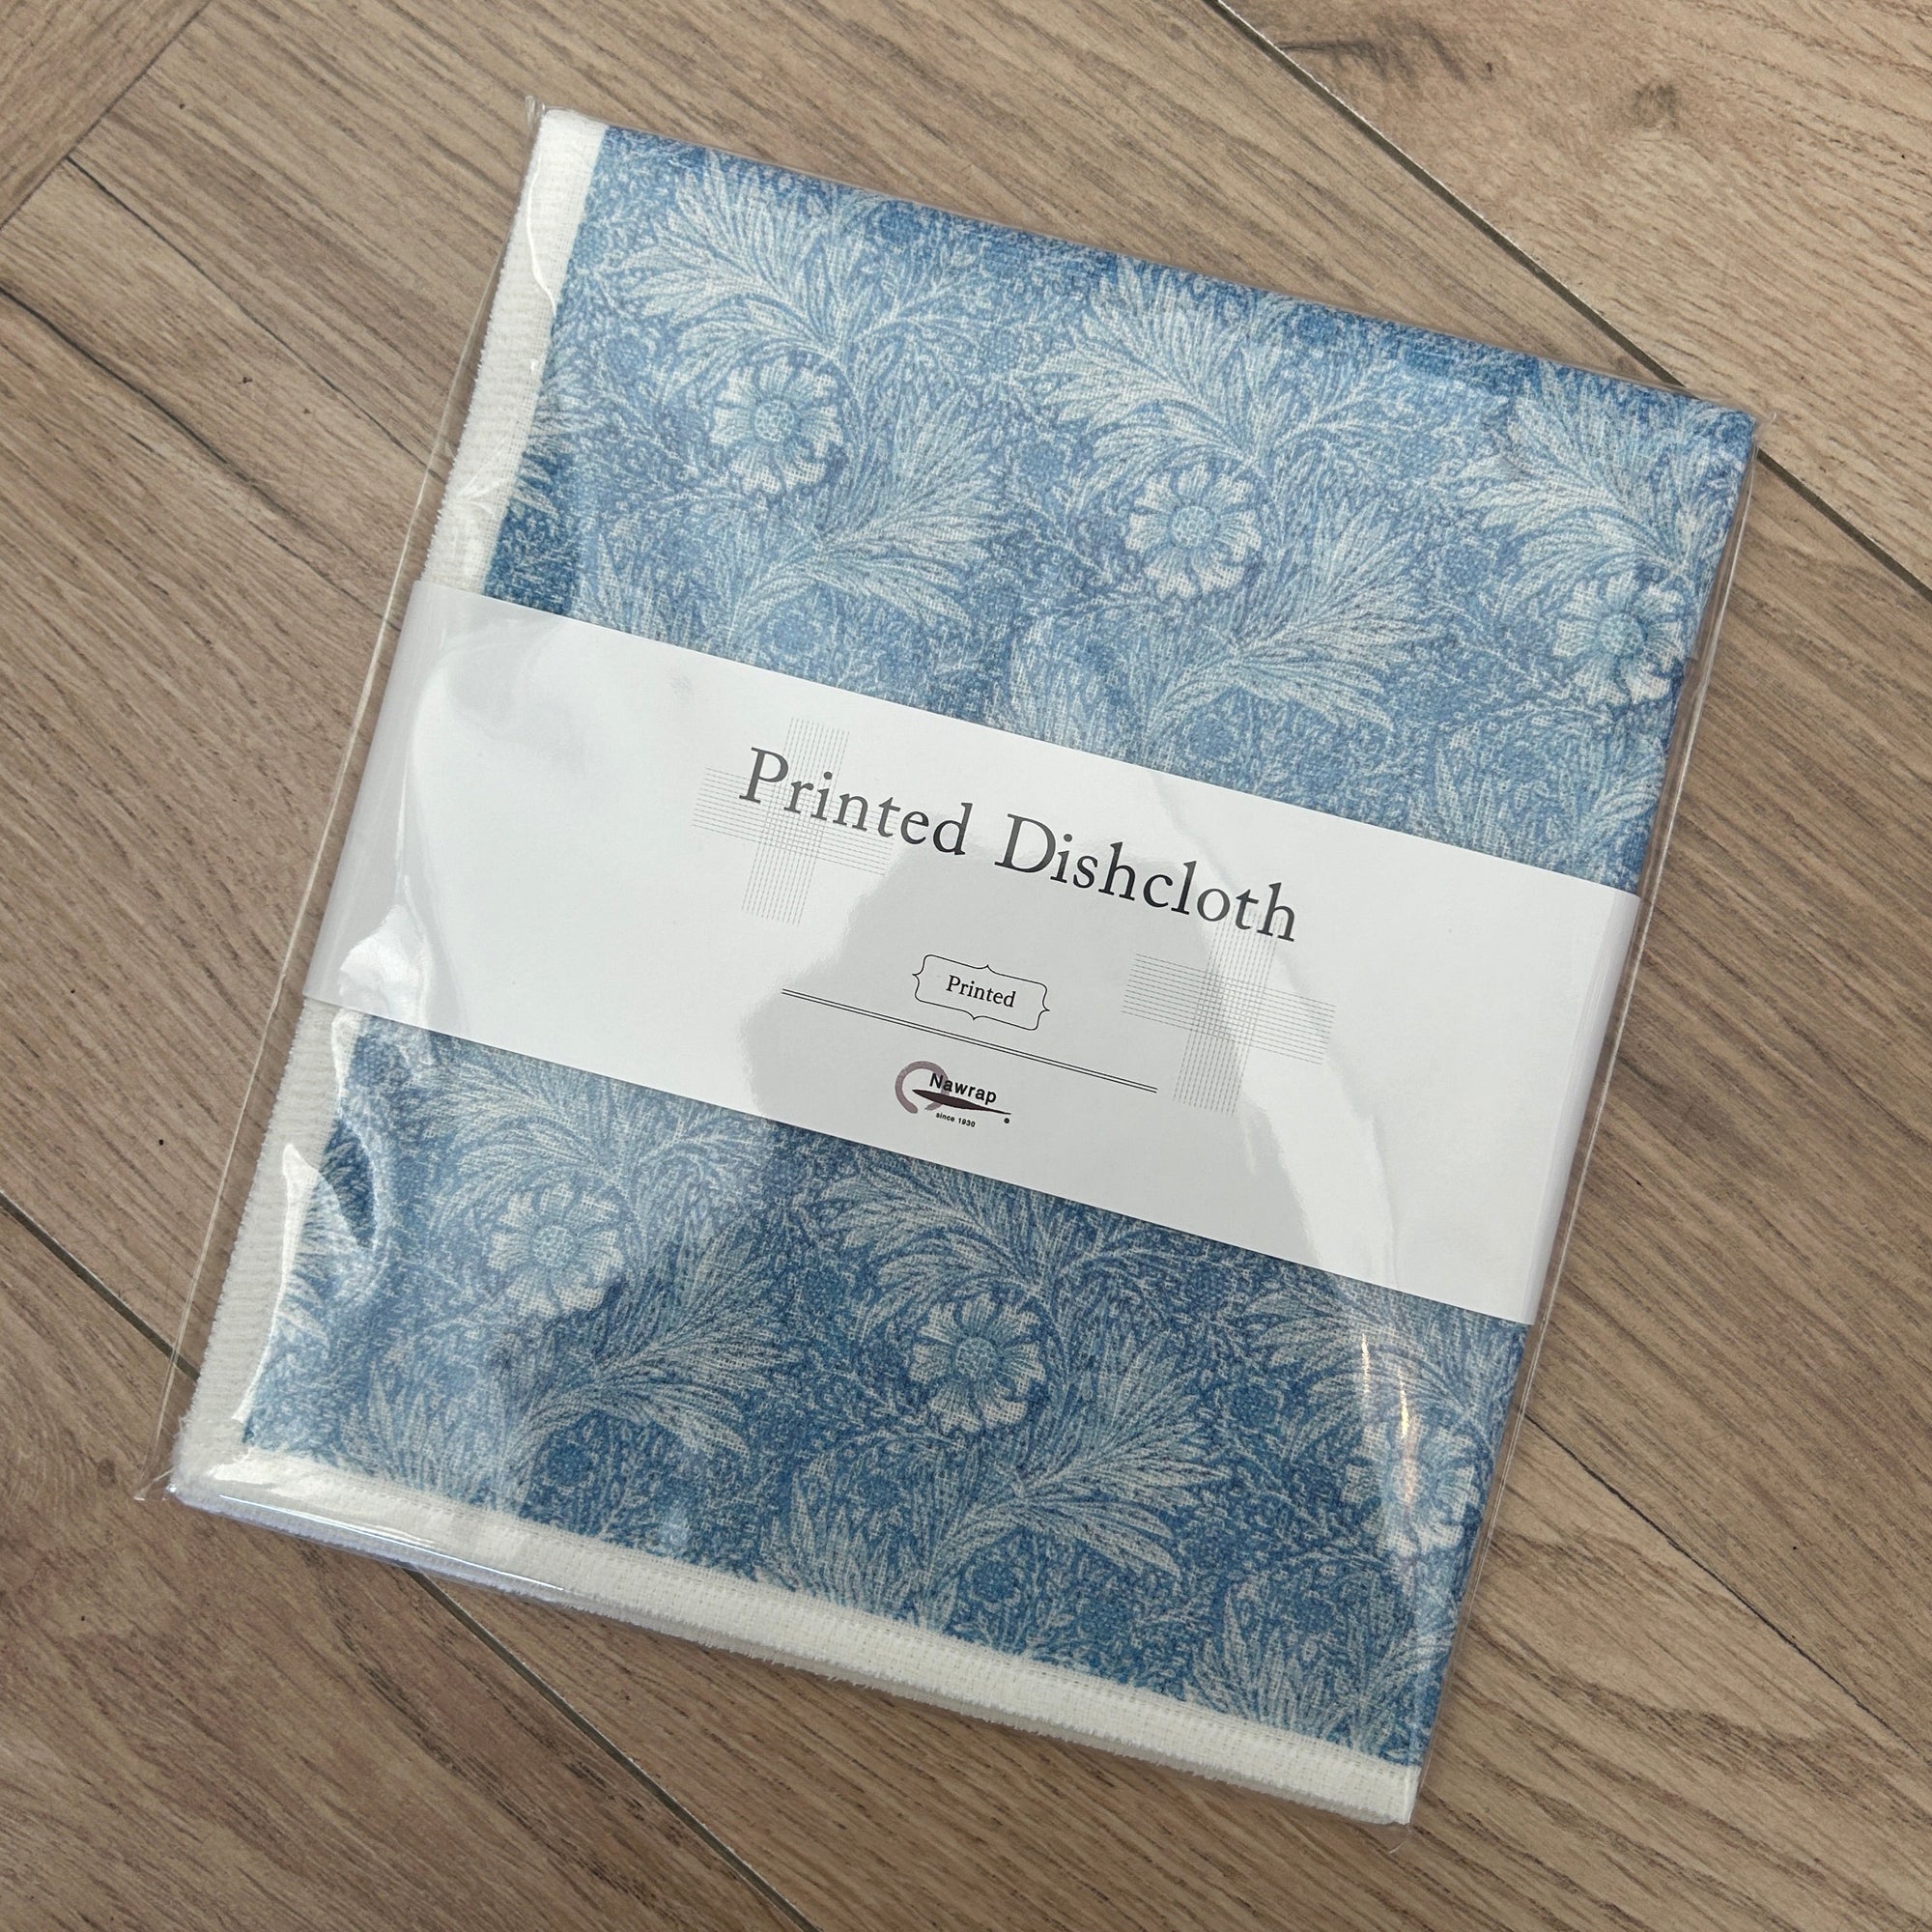 Printed Dishcloth
Printed
Nawrap
since 1930